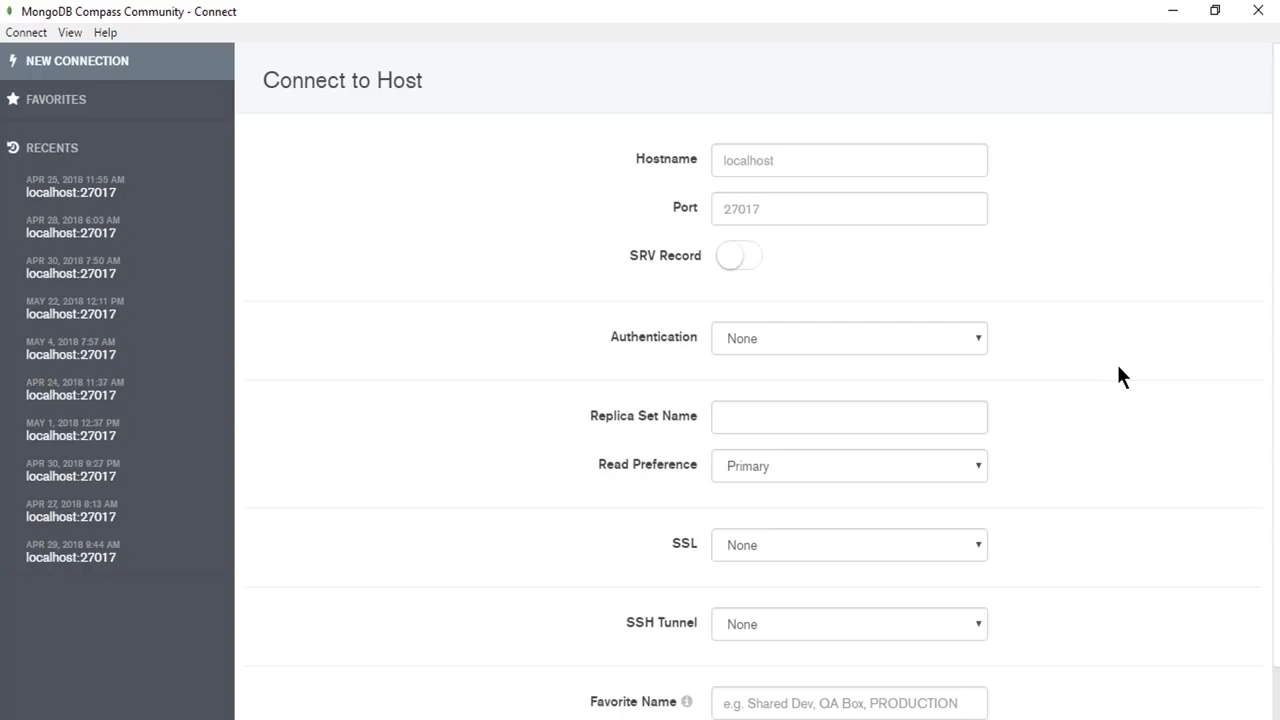 MongoDB Compass Community - Connect
Connect View Help
NEW CONNECTION
FAVORITES
RECENTS
APR 25, 2018 11:55 AM
localhost:27017
APR 28, 2018 6:03 AM
localhost:27017
APR 30, 2018 7:50 AM
localhost:27017
MAY 22, 2018 12:11 PM
localhost:27017
MAY 4, 2018 7:57 AM
localhost:27017
APR 24, 2018 11:37 AM
localhost:27017
MAY 1, 2018 12:37 PM
localhost:27017
APR 30, 2018 9:27 PM
localhost:27017
APR 27, 2018 8:13 AM
localhost:27017
APR 29, 2018 9:44 AM
localhost:27017
Connect to Host
Hostname localhost
Port 27017
SRV Record
Authentication None
Replica Set Name
Read Preference Primary
SSL None
SSH Tunnel None
Favorite Name e.g. Shared Dev, QA Box, PRODUCTION